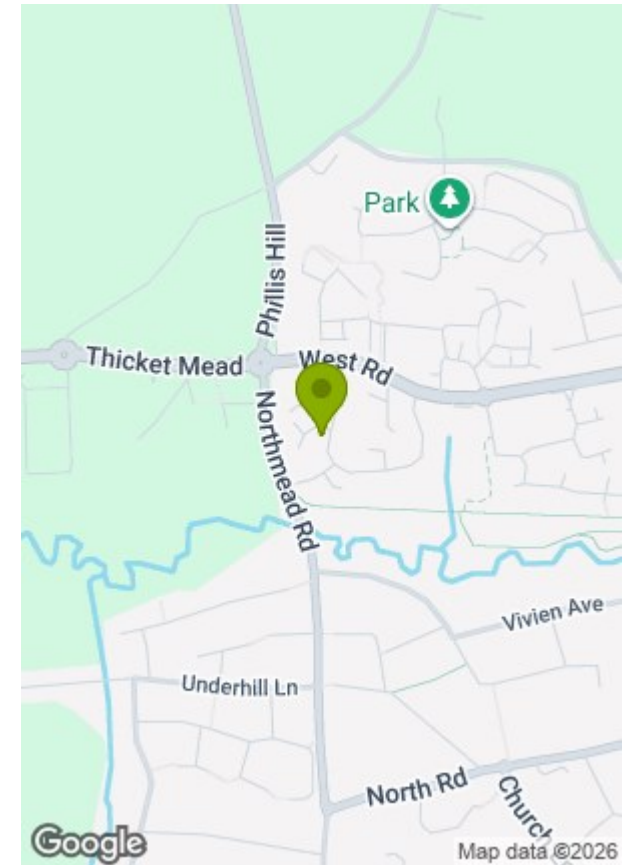 Park
Phillis Hill
Thicket Mead
West Rd
Northmead Rd
Vivien Ave
Underhill Ln
North Rd
Church
Google
Map data ©2026